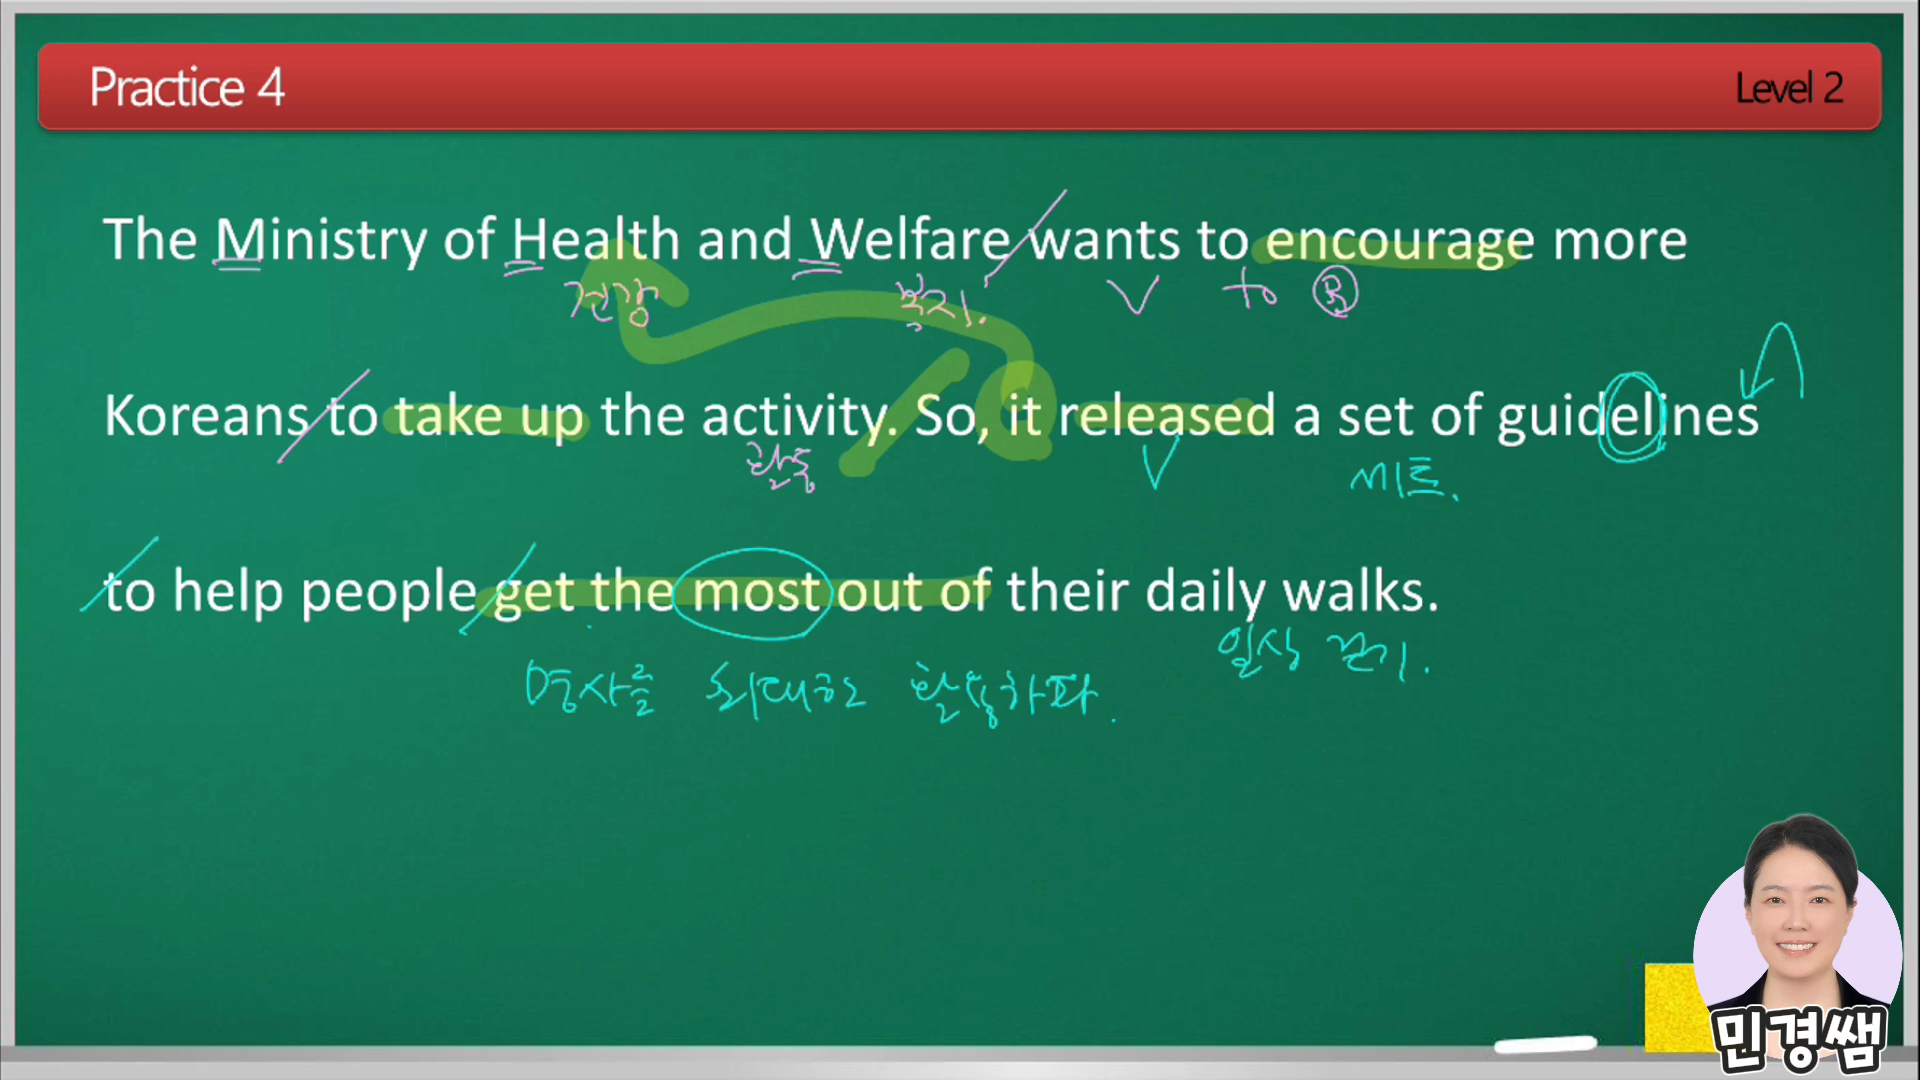 Practice 4
Level 2
The Ministry of Health and Welfare wants to encourage more
건강 복지. V to R
Koreans to take up the activity. So, it released a set of guidelines
활동 V 세트.
to help people get the most out of their daily walks.
일상 걷기.
명사를 최대한 활용하다.
민경쌤